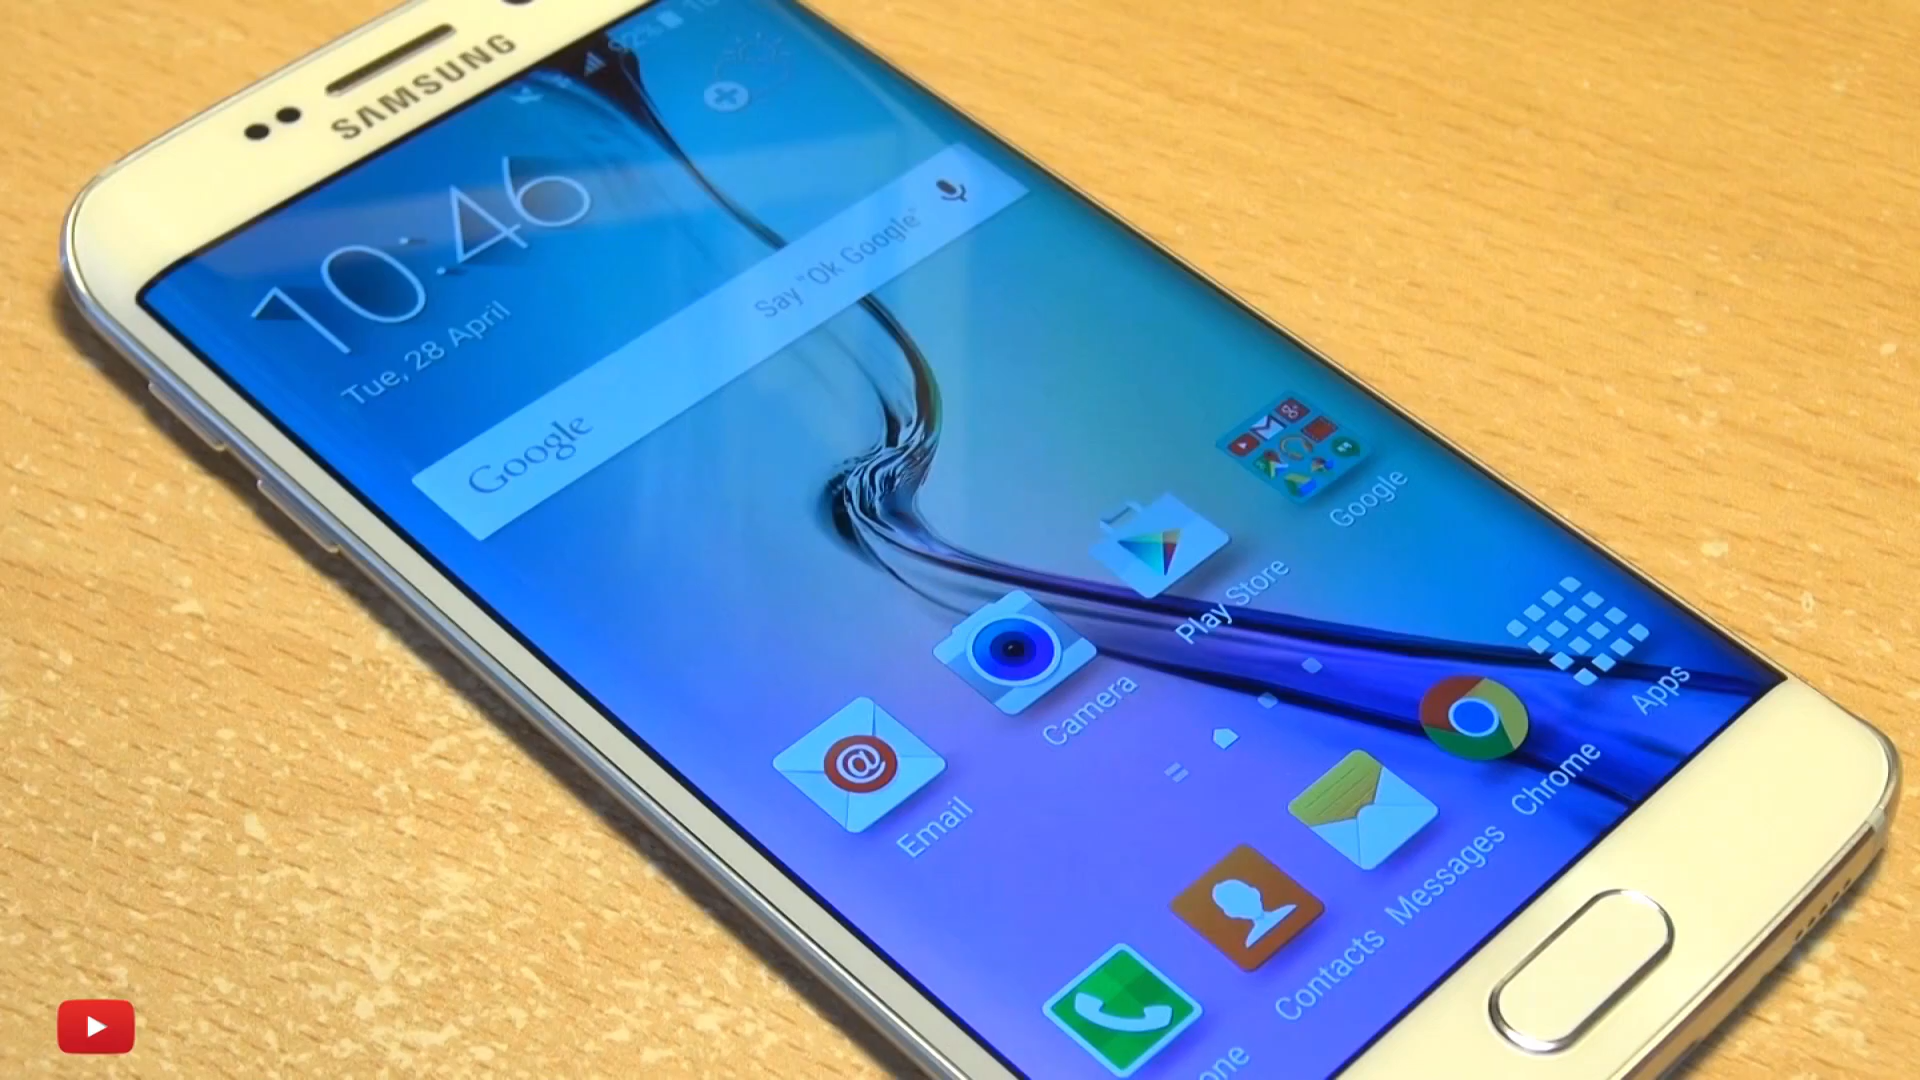 SAMSUNG
92%
10:46
Tue, 28 April
Google
Say "Ok Google"
Google
Play Store
Camera
Email
Apps
Chrome
Messages
Contacts